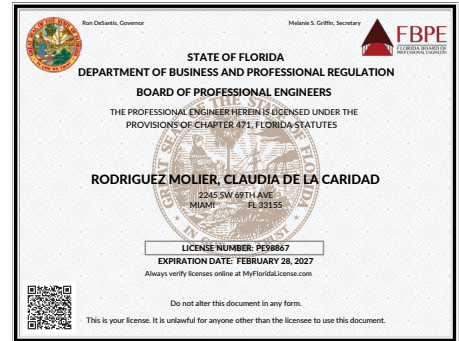 Ron DeSantis, Governor
Melanie S. Griffin, Secretary
FBPE
FLORIDA BOARD OF
PROFESSIONAL ENGINEERS
STATE OF FLORIDA
DEPARTMENT OF BUSINESS AND PROFESSIONAL REGULATION
BOARD OF PROFESSIONAL ENGINEERS
THE PROFESSIONAL ENGINEER HEREIN IS LICENSED UNDER THE
PROVISIONS OF CHAPTER 471, FLORIDA STATUTES
RODRIGUEZ MOLIER, CLAUDIA DE LA CARIDAD
2245 SW 69TH AVE
MIAMI FL 33155
LICENSE NUMBER: PE98867
EXPIRATION DATE: FEBRUARY 28, 2027
Always verify licenses online at MyFloridaLicense.com
Do not alter this document in any form.
This is your license. It is unlawful for anyone other than the licensee to use this document.